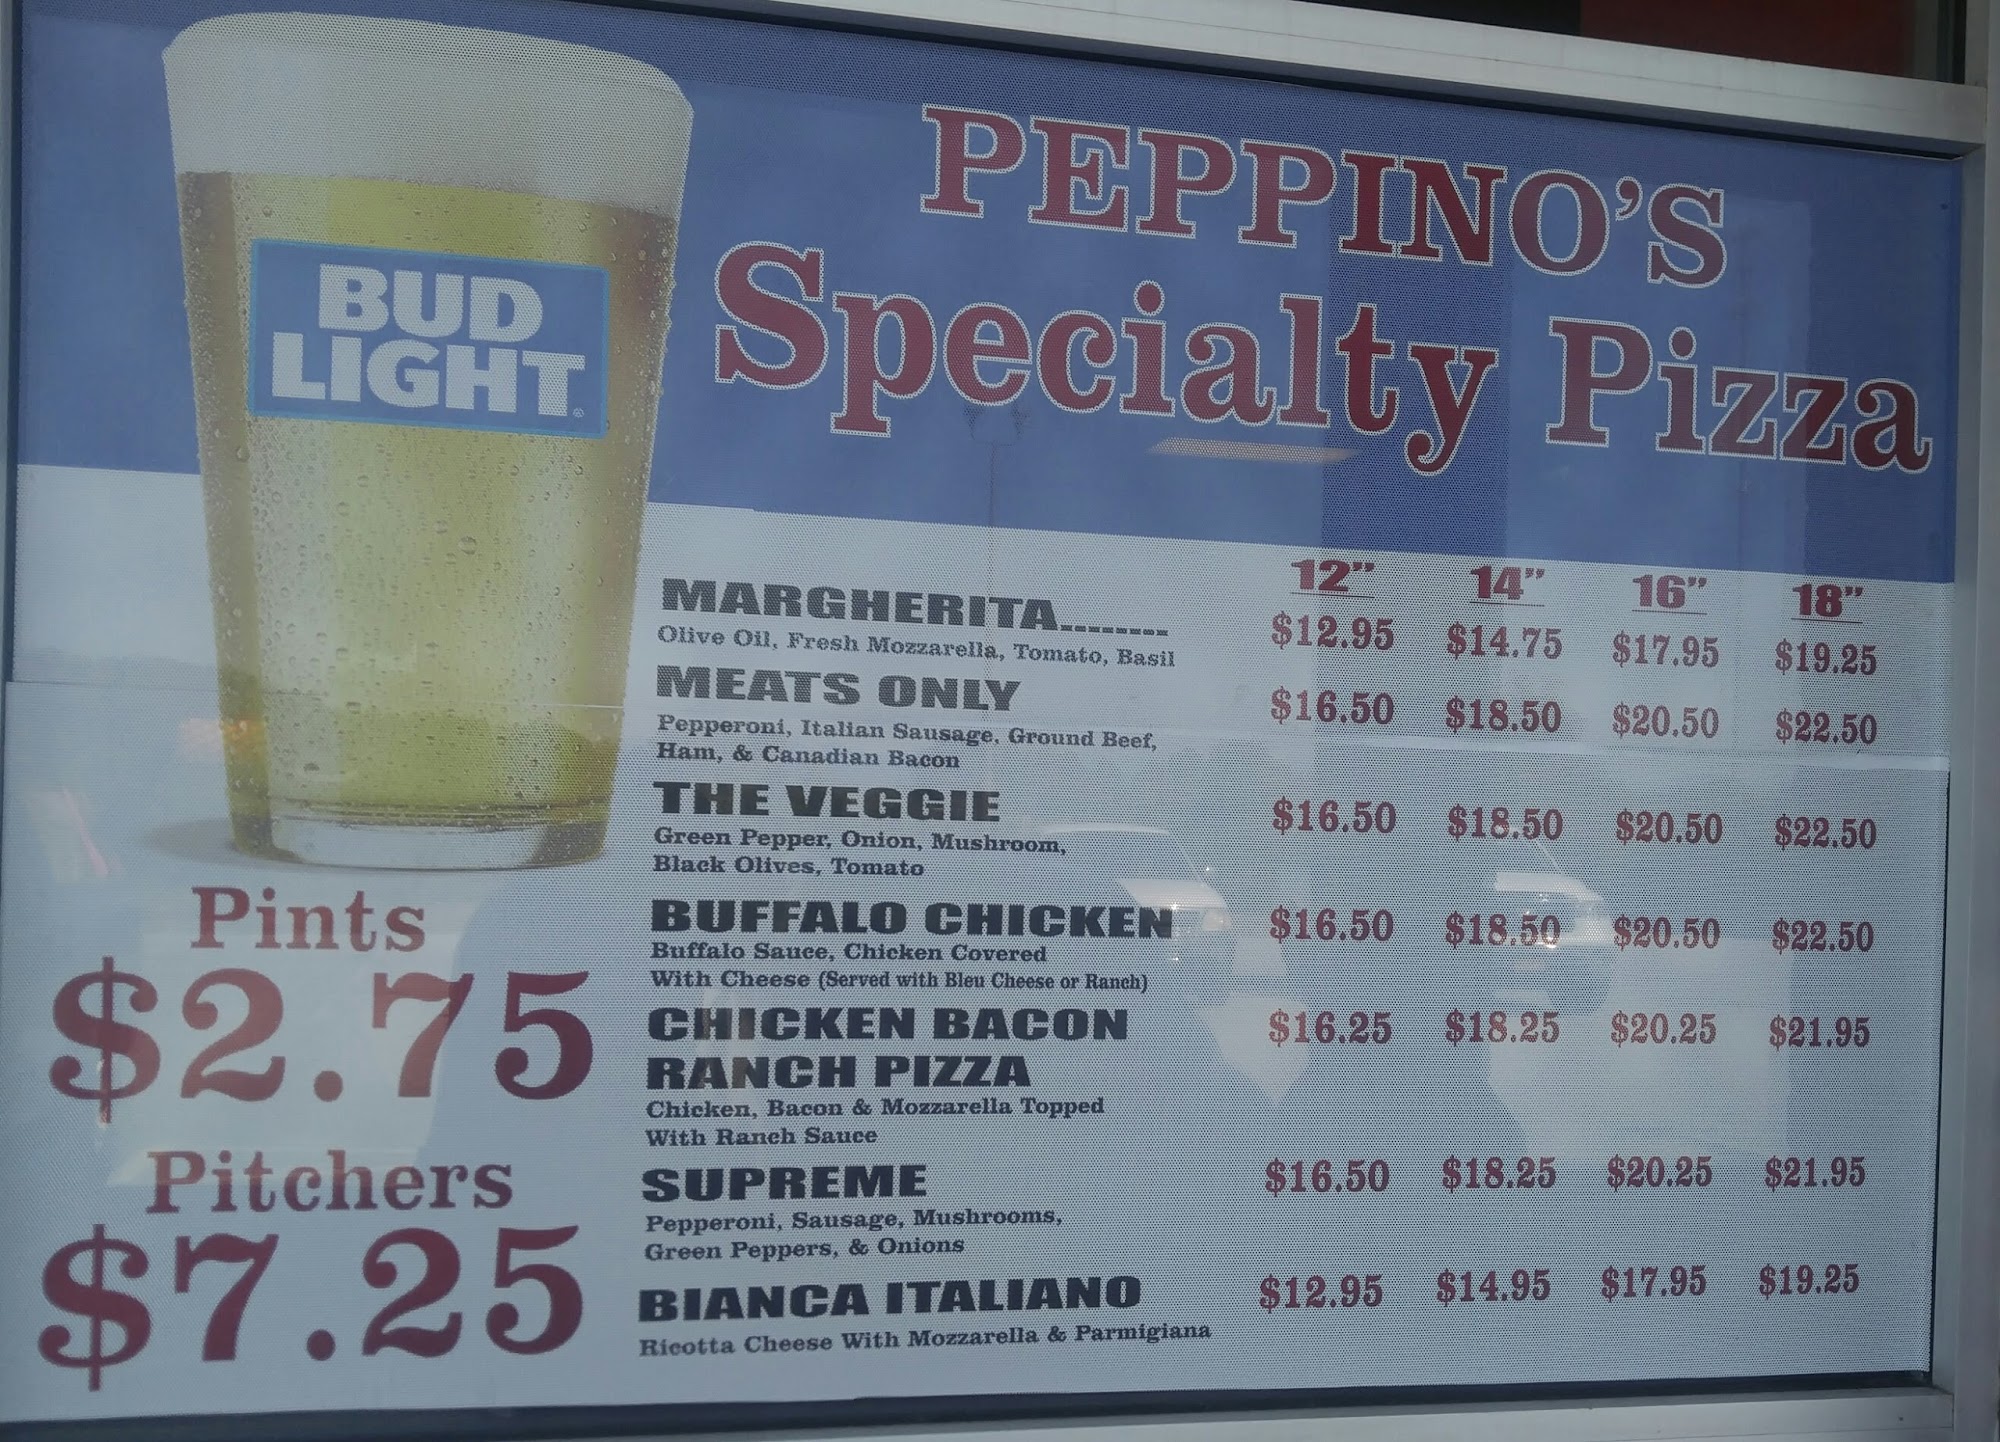 PEPPINO'S
Specialty Pizza
BUD
LIGHT
Pints
$2.75
Pitchers
$7.25
12" 14" 16" 18"
MARGHERITA........ $12.95 $14.75 $17.95 $19.25
Olive Oil, Fresh Mozzarella, Tomato, Basil
MEATS ONLY $16.50 $18.50 $20.50 $22.50
Pepperoni, Italian Sausage, Ground Beef,
Ham, & Canadian Bacon
THE VEGGIE $16.50 $18.50 $20.50 $22.50
Green Pepper, Onion, Mushroom,
Black Olives, Tomato
BUFFALO CHICKEN $16.50 $18.50 $20.50 $22.50
Buffalo Sauce, Chicken Covered
With Cheese (Served with Bleu Cheese or Ranch)
CHICKEN BACON $16.25 $18.25 $20.25 $21.95
RANCH PIZZA
Chicken, Bacon & Mozzarella Topped
With Ranch Sauce
SUPREME $16.50 $18.25 $20.25 $21.95
Pepperoni, Sausage, Mushrooms,
Green Peppers, & Onions
BIANCA ITALIANO $12.95 $14.95 $17.95 $19.25
Ricotta Cheese With Mozzarella & Parmigiana